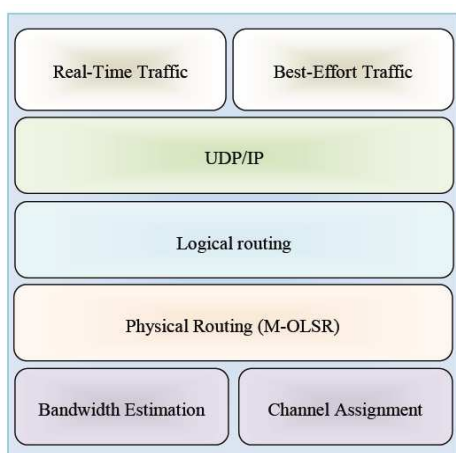 Real-Time Traffic
Best-Effort Traffic
UDP/IP
Logical routing
Physical Routing (M-OLSR)
Bandwidth Estimation
Channel Assignment